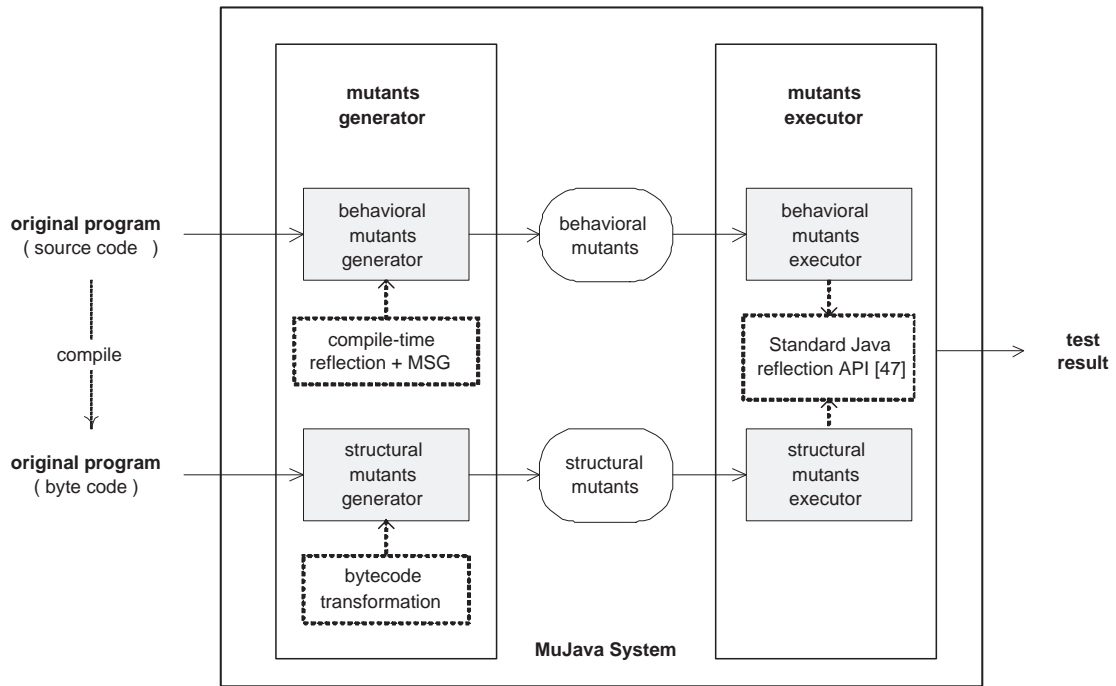 mutants
generator
mutants
executor
original program
( source code )
behavioral
mutants
generator
behavioral
mutants
behavioral
mutants
executor
compile
compile-time
reflection + MSG
Standard Java
reflection API [47]
test
result
original program
( byte code )
structural
mutants
generator
structural
mutants
structural
mutants
executor
bytecode
transformation
MuJava System